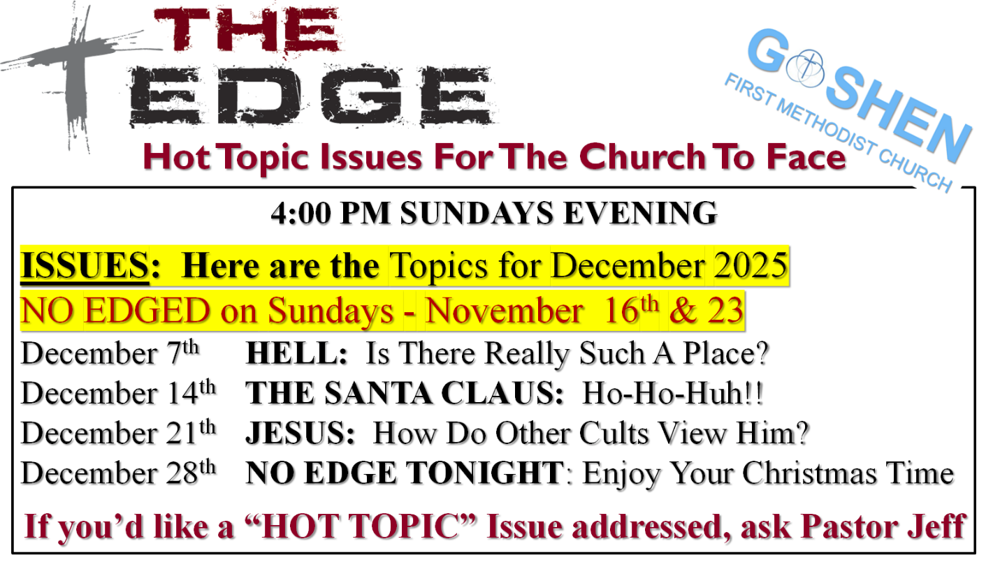 THE
EDGE
GOSHEN
FIRST METHODIST CHURCH
Hot Topic Issues For The Church To Face
4:00 PM SUNDAYS EVENING
ISSUES:  Here are the Topics for December 2025
NO EDGED on Sundays - November  16th & 23
December 7th  HELL:  Is There Really Such A Place?
December 14th  THE SANTA CLAUS:  Ho-Ho-Huh!!
December 21th  JESUS:  How Do Other Cults View Him?
December 28th  NO EDGE TONIGHT: Enjoy Your Christmas Time
If you’d like a “HOT TOPIC” Issue addressed, ask Pastor Jeff